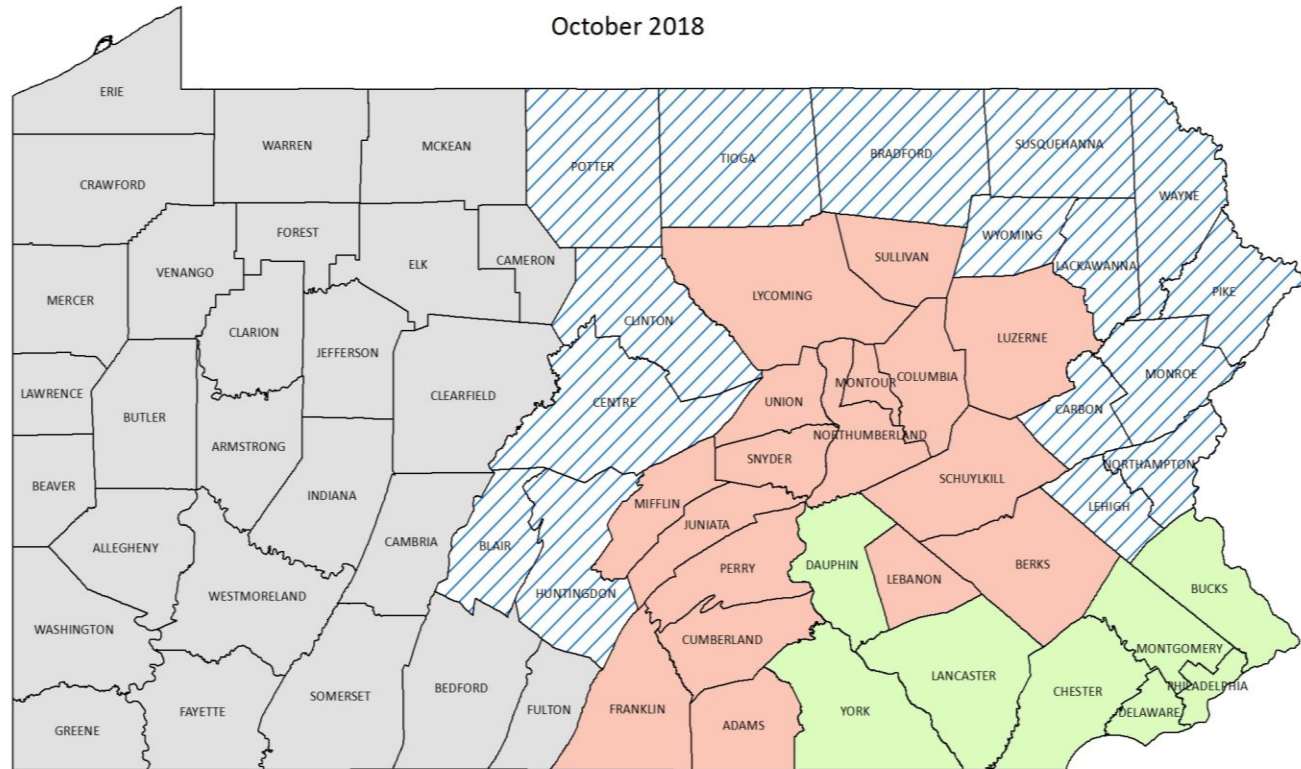 October 2018
ERIE
WARREN
MCKEAN
POTTER
TIOGA
BRADFORD
SUSQUEHANNA
CRAWFORD
WAYNE
FOREST
WYOMING
VENANGO
ELK
CAMERON
SULLIVAN
LACKAWANNA
MERCER
LYCOMING
PIKE
CLARION
CLINTON
JEFFERSON
LUZERNE
LAWRENCE
BUTLER
CLEARFIELD
CENTRE
UNION
MONTOUR
COLUMBIA
MONROE
CARBON
ARMSTRONG
NORTHUMBERLAND
SNYDER
BEAVER
INDIANA
MIFFLIN
SCHUYLKILL
NORTHAMPTON
LEHIGH
ALLEGHENY
CAMBRIA
BLAIR
JUNIATA
WESTMORELAND
HUNTINGDON
PERRY
DAUPHIN
LEBANON
BERKS
BUCKS
WASHINGTON
CUMBERLAND
MONTGOMERY
GREENE
FAYETTE
SOMERSET
BEDFORD
FULTON
FRANKLIN
ADAMS
YORK
LANCASTER
CHESTER
DELAWARE
PHILADELPHIA